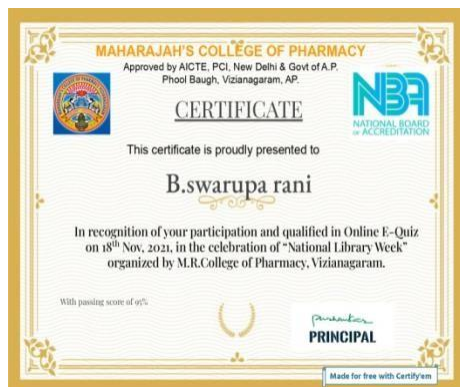 MAHARAJAH'S COLLEGE OF PHARMACY
Approved by AICTE, PCI, New Delhi & Govt of A.P.
Phool Baugh, Vizianagaram, AP.
NBA
NATIONAL BOARD
of ACCREDITATION
CERTIFICATE
This certificate is proudly presented to
B.swarupa rani
In recognition of your participation and qualified in Online E-Quiz
on 18th Nov, 2021, in the celebration of “National Library Week”
organized by M.R.College of Pharmacy, Vizianagaram.
With passing score of 95%
PRINCIPAL
Made for free with Certify'em